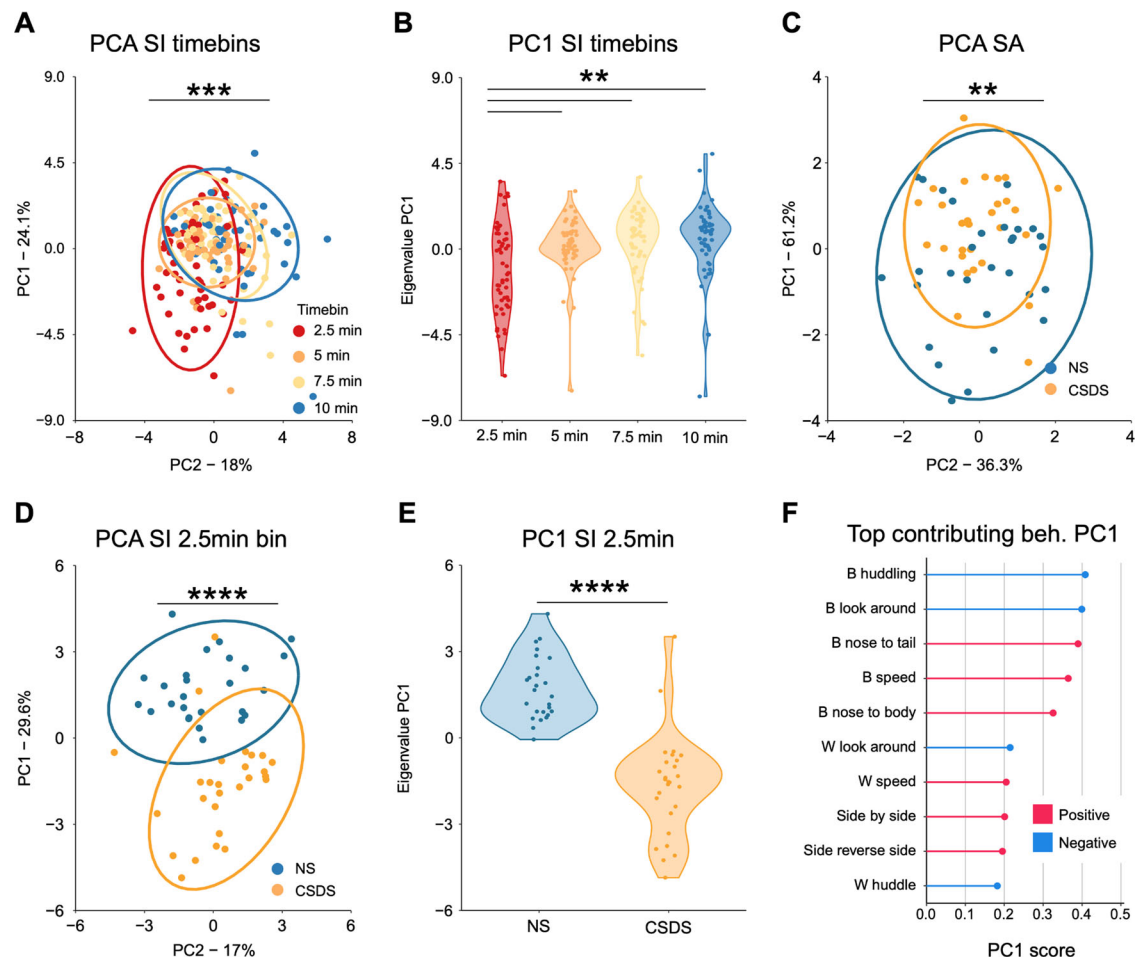 A
PCA SI timebins
***
9.0
4.5
0.0
−4.5
−9.0
PC1 − 24.1%
−8
−4
0
4
8
PC2 − 18%
Timebin
2.5 min
5 min
7.5 min
10 min
B
PC1 SI timebins
**
9.0
4.5
0.0
−4.5
−9.0
Eigenvalue PC1
2.5 min
5 min
7.5 min
10 min
C
PCA SA
**
4
2
0
−2
−4
PC1 − 61.2%
−4
−2
0
2
4
PC2 − 36.3%
NS
CSDS
D
PCA SI 2.5min bin
****
6
3
0
−3
−6
PC1 − 29.6%
−6
−3
0
3
6
PC2 − 17%
NS
CSDS
E
PC1 SI 2.5min
****
6
3
0
−3
−6
Eigenvalue PC1
NS
CSDS
F
Top contributing beh. PC1
B huddling
B look around
B nose to tail
B speed
B nose to body
W look around
W speed
Side by side
Side reverse side
W huddle
Positive
Negative
0.0
0.1
0.2
0.3
0.4
0.5
PC1 score